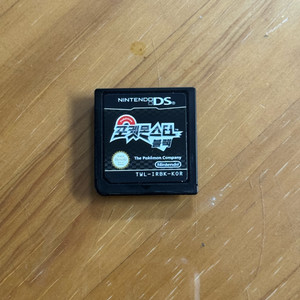 NINTENDO DS
포켓몬스터
블랙
The Pokémon Company
Nintendo
TWL-IRBK-KOR